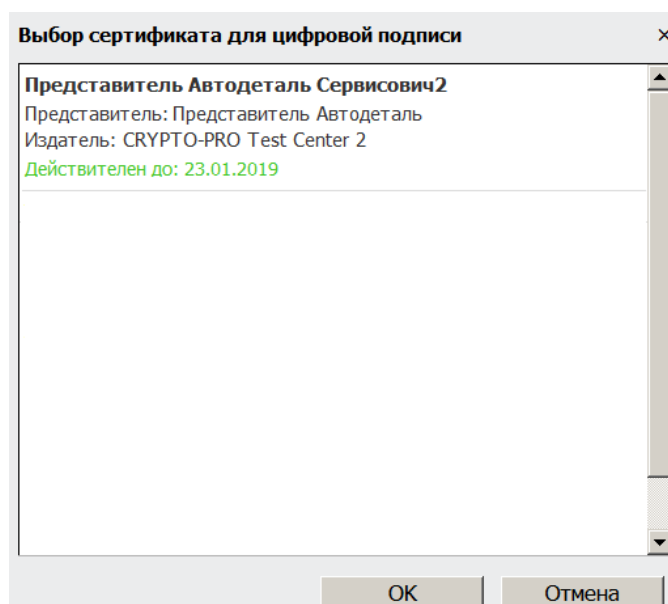 Выбор сертификата для цифровой подписи ×
Представитель Автодеталь Сервисович2
Представитель: Представитель Автодеталь
Издатель: CRYPTO-PRO Test Center 2
Действителен до: 23.01.2019
OK Отмена